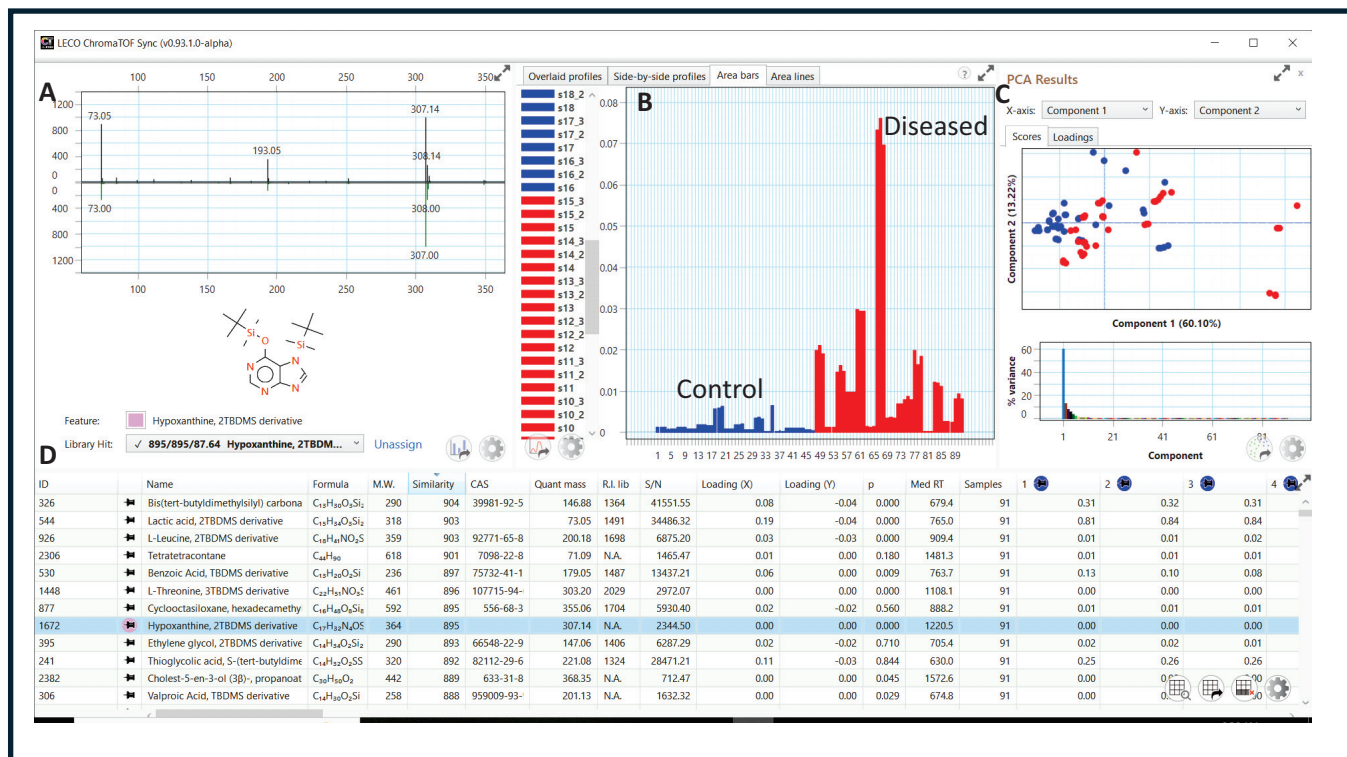 LECO ChromaTOF Sync (v0.93.1.0-alpha)
A
100 150 200 250 300 350
1200
800
400
0
0
400
800
1200
73.05
193.05
307.14
308.14
73.00
308.00
307.00
100 150 200 250 300 350
Si
O
Si
N
N
N
N
Feature: Hypoxanthine, 2TBDMS derivative
Library Hit: ✓ 895/895/87.64 Hypoxanthine, 2TBDM... Unassign
Overlaid profiles Side-by-side profiles Area bars Area lines ?
s18_2
s18
s17_3
s17_2
s17
s16_3
s16_2
s16
s15_3
s15_2
s15
s14_3
s14_2
s14
s13_3
s13_2
s13
s12_3
s12_2
s12
s11_3
s11_2
s11
s10_3
s10_2
s10
B
0.08
0.07
0.06
0.05
0.04
0.03
0.02
0.01
0
Diseased
Control
1 5 9 13 17 21 25 29 33 37 41 45 49 53 57 61 65 69 73 77 81 85 89
PCA Results x
C
X-axis: Component 1 Y-axis: Component 2
Scores Loadings
Component 2 (13.22%)
Component 1 (60.10%)
% variance
60
40
20
0
1 21 41 61 81
Component
D
ID Name Formula M.W. Similarity CAS Quant mass R.I. lib S/N Loading (X) Loading (Y) p Med RT Samples 1 2 3 4
326 Bis(tert-butyldimethylsilyl) carbona C₁₃H₃₀O₃Si₂ 290 904 39981-92-5 146.88 1364 41551.55 0.08 -0.04 0.000 679.4 91 0.31 0.32 0.31
544 Lactic acid, 2TBDMS derivative C₁₅H₃₄O₃Si₂ 318 903 73.05 1491 34486.32 0.19 -0.04 0.000 765.0 91 0.81 0.84 0.84
926 L-Leucine, 2TBDMS derivative C₁₈H₄₁NO₂S 359 903 92771-65-8 200.18 1698 6875.20 0.03 -0.03 0.000 909.4 91 0.01 0.01 0.02
2306 Tetratetracontane C₄₄H₉₀ 618 901 7098-22-8 71.09 N.A. 1465.47 0.01 0.01 0.180 1481.3 91 0.01 0.01 0.01
530 Benzoic Acid, TBDMS derivative C₁₃H₂₀O₂Si 236 897 75732-41-1 179.05 1487 13437.21 0.06 0.00 0.009 763.7 91 0.13 0.10 0.08
1448 L-Threonine, 3TBDMS derivative C₂₂H₅₁NO₃S 461 896 107715-94- 303.20 2029 2972.07 0.00 0.00 0.000 1108.1 91 0.00 0.00 0.00
877 Cyclooctasiloxane, hexadecamethy C₁₆H₄₈O₈Si₈ 592 895 556-68-3 355.06 1704 5930.40 0.02 -0.02 0.560 888.2 91 0.01 0.01 0.01
1672 Hypoxanthine, 2TBDMS derivative C₁₇H₃₂N₄OS 364 895 307.14 N.A. 2344.50 0.00 0.00 0.000 1220.5 91 0.00 0.00 0.00
395 Ethylene glycol, 2TBDMS derivative C₁₄H₃₄O₂Si₂ 290 893 66548-22-9 147.06 1406 6287.29 0.02 0.02 0.710 705.4 91 0.02 0.02 0.01
241 Thioglycolic acid, S-(tert-butyldime C₁₄H₃₂O₂SS 320 892 82112-29-6 221.08 1324 28471.21 0.11 -0.03 0.844 630.0 91 0.25 0.26 0.26
2382 Cholest-5-en-3-ol (3β)-, propanoat C₃₀H₅₀O₂ 442 889 633-31-8 368.35 N.A. 712.47 0.00 0.00 0.045 1572.6 91 0.00
306 Valproic Acid, TBDMS derivative C₁₄H₃₀O₂Si 258 888 959009-93- 201.13 N.A. 1632.32 0.00 0.00 0.029 674.8 91 0.00